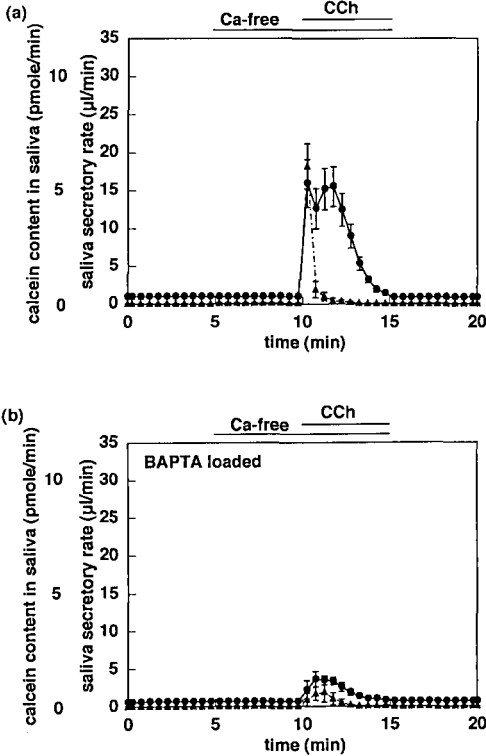 (a)
CCh
Ca-free
calcein content in saliva (pmole/min)
saliva secretory rate (µl/min)
10
5
0
35
30
25
20
15
10
5
0
0 5 10 15 20
time (min)
(b)
CCh
Ca-free
BAPTA loaded
calcein content in saliva (pmole/min)
saliva secretory rate (µl/min)
10
5
0
35
30
25
20
15
10
5
0
0 5 10 15 20
time (min)